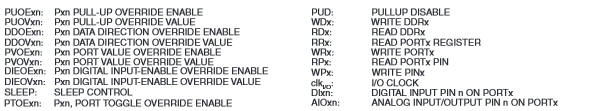 PUOExn: Pxn PULL-UP OVERRIDE ENABLE
PUOVxn: Pxn PULL-UP OVERRIDE VALUE
DDOExn: Pxn DATA DIRECTION OVERRIDE ENABLE
DDOVxn: Pxn DATA DIRECTION OVERRIDE VALUE
PVOExn: Pxn PORT VALUE OVERRIDE ENABLE
PVOVxn: Pxn PORT VALUE OVERRIDE VALUE
DIEOExn: Pxn DIGITAL INPUT-ENABLE OVERRIDE ENABLE
DIEOVxn: Pxn DIGITAL INPUT-ENABLE OVERRIDE VALUE
SLEEP: SLEEP CONTROL
PTOExn: Pxn, PORT TOGGLE OVERRIDE ENABLE
PUD: PULLUP DISABLE
WDx: WRITE DDRx
RDx: READ DDRx
RRx: READ PORTx REGISTER
WRx: WRITE PORTx
RPx: READ PORTx PIN
WPx: WRITE PINx
clkI/O: I/O CLOCK
DIxn: DIGITAL INPUT PIN n ON PORTx
AIOxn: ANALOG INPUT/OUTPUT PIN n ON PORTx